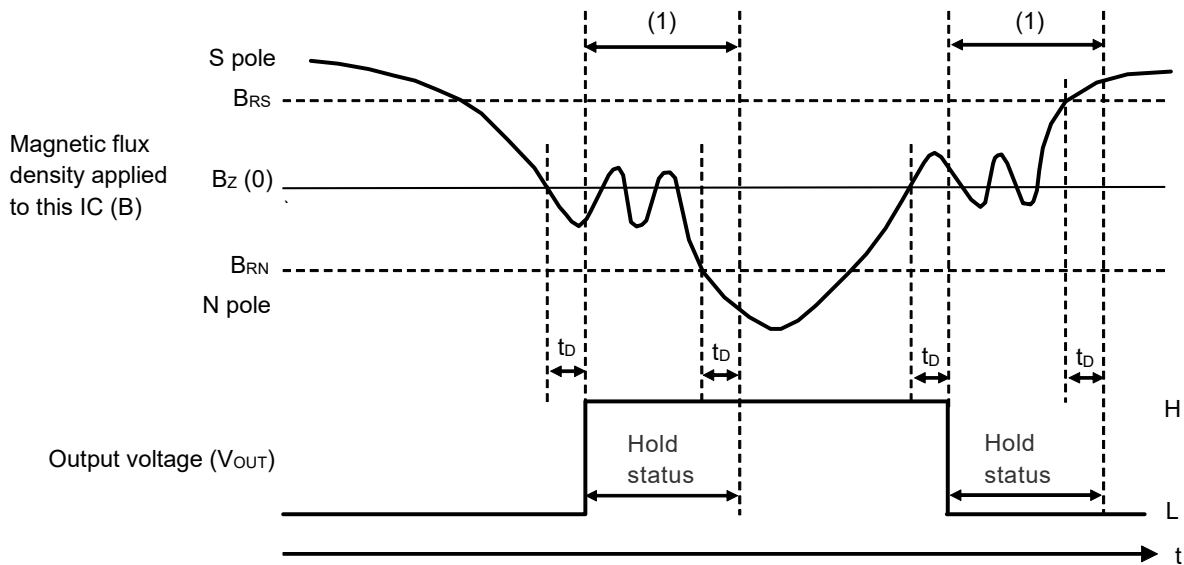 (1)
(1)
S pole
BRS
Magnetic flux
density applied
to this IC (B)
BZ (0)
BRN
N pole
tD
tD
tD
tD
H
Output voltage (VOUT)
Hold
status
Hold
status
L
t